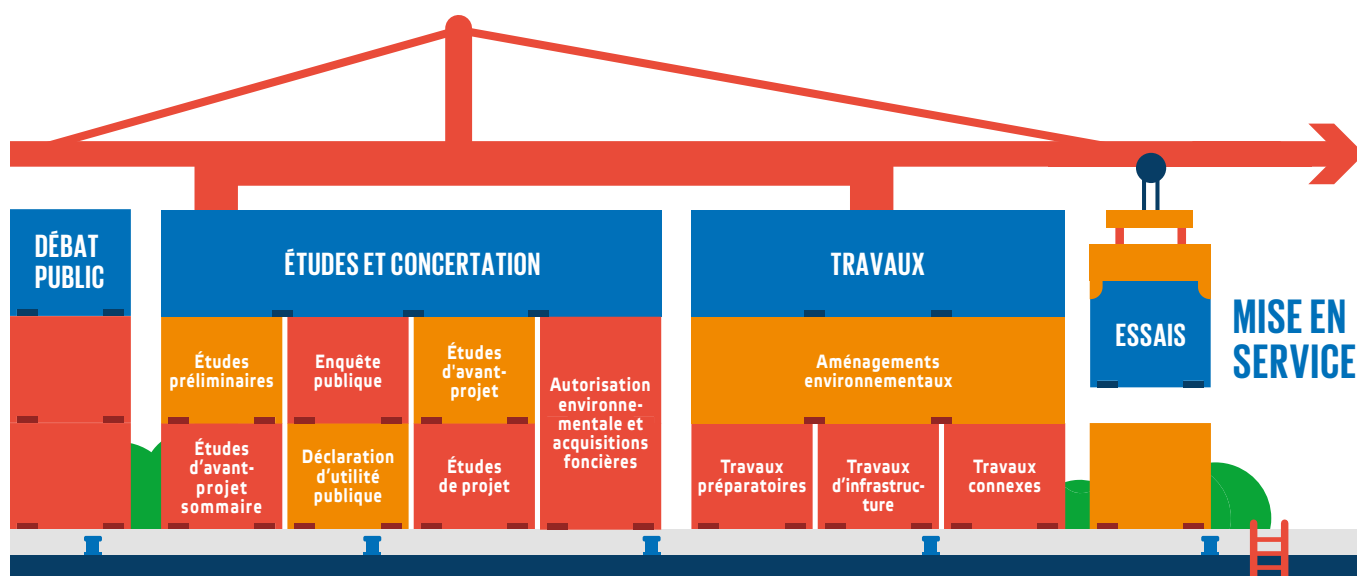 DÉBAT
PUBLIC
ÉTUDES ET CONCERTATION
Études
préliminaires
Enquête
publique
Études
d'avant-
projet
Autorisation
environne-
mentale et
acquisitions
foncières
Études
d’avant-
projet
sommaire
Déclaration
d’utilité
publique
Études
de projet
TRAVAUX
Aménagements
environnementaux
Travaux
préparatoires
Travaux
d’infrastruc-
ture
Travaux
connexes
ESSAIS
MISE EN
SERVICE